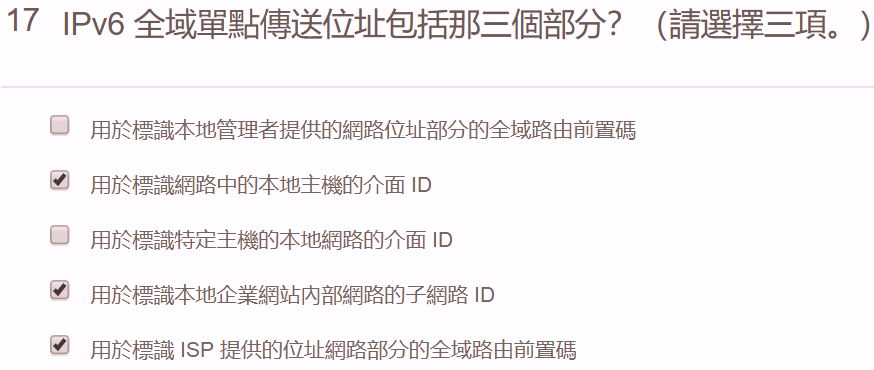 17 IPv6 全域單點傳送位址包括那三個部分? (請選擇三項。)
用於標識本地管理者提供的網路位址部分的全域路由前置碼
用於標識網路中的本地主機的介面 ID
用於標識特定主機的本地網路的介面 ID
用於標識本地企業網站內部網路的子網路 ID
用於標識 ISP 提供的位址網路部分的全域路由前置碼